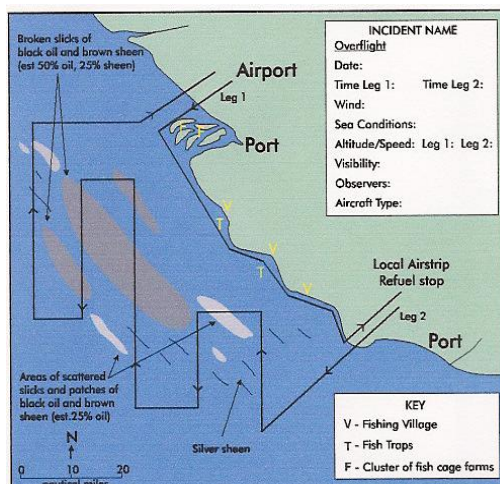 Broken slicks of
black oil and brown sheen
(est 50% oil, 25% sheen)
Airport
Leg 1
F
F
Port
INCIDENT NAME
Overflight
Date:
Time Leg 1: Time Leg 2:
Wind:
Sea Conditions:
Altitude/Speed: Leg 1: Leg 2:
Visibility:
Observers:
Aircraft Type:
V
T
V
T
V
Local Airstrip
Refuel stop
Leg 2
Port
Areas of scattered
slicks and patches of
black oil and brown
sheen (est.25% oil)
Silver sheen
N
0 10 20
nautical miles
KEY
V - Fishing Village
T - Fish Traps
F - Cluster of fish cage farms